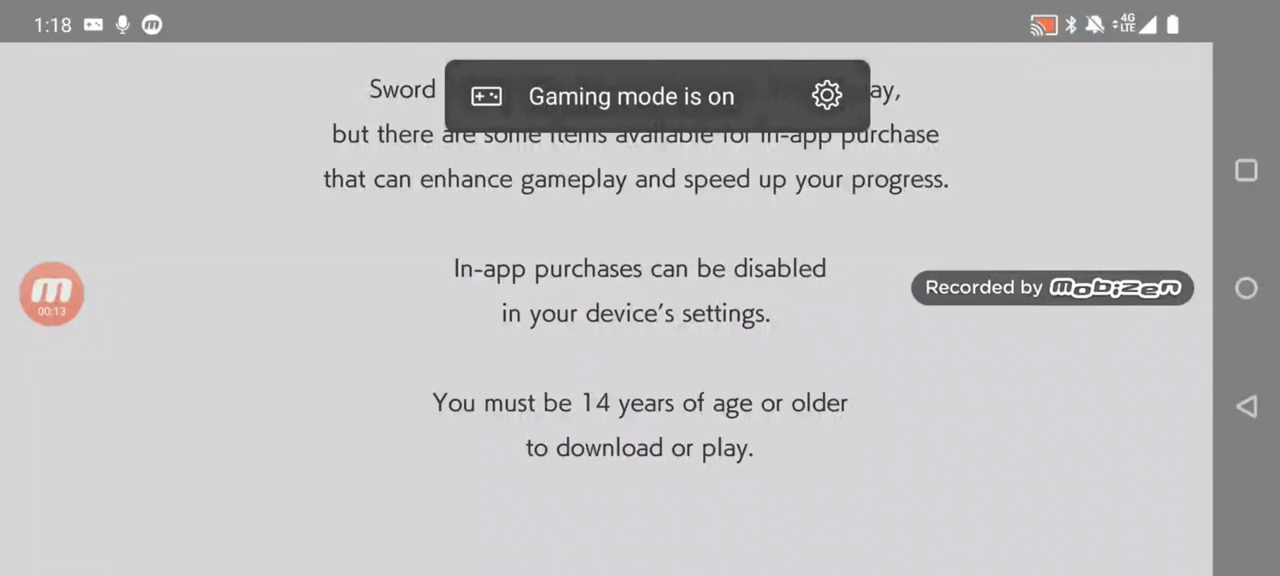 1:18
4G
LTE
Gaming mode is on
Sword ay,
but there are some items available for in-app purchase
that can enhance gameplay and speed up your progress.
In-app purchases can be disabled
in your device's settings.
You must be 14 years of age or older
to download or play.
00:13
Recorded by mobizen